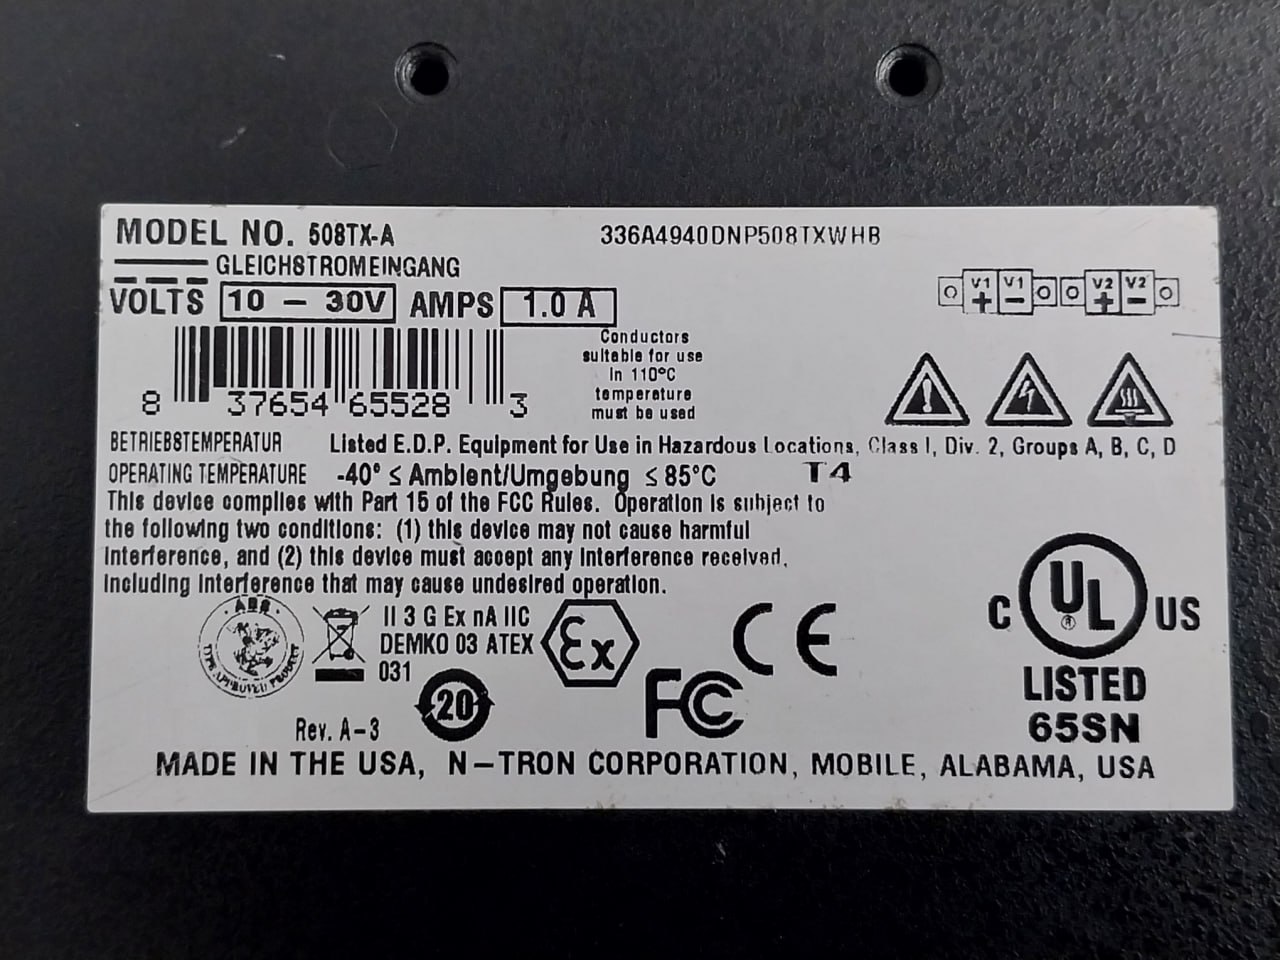 MODEL NO. 508TX-A 336A4940DNP508TXWHB
GLEICHSTROMEINGANG
VOLTS 10 – 30V AMPS 1.0 A
V1 V1 V2 V2
+ – + –
Conductors
suitable for use
in 110°C
temperature
must be used
8 37654 65528 3
BETRIEBSTEMPERATUR Listed E.D.P. Equipment for Use in Hazardous Locations, Class I, Div. 2, Groups A, B, C, D
OPERATING TEMPERATURE -40° ≤ Ambient/Umgebung ≤ 85°C T4
This device complies with Part 15 of the FCC Rules. Operation is subject to
the following two conditions: (1) this device may not cause harmful
interference, and (2) this device must accept any interference received,
including interference that may cause undesired operation.
ABS
TYPE APPROVED PRODUCT
II 3 G Ex nA IIC
DEMKO 03 ATEX
031
Ex
CE
C UL US
®
LISTED
65SN
20
FC
Rev. A-3
MADE IN THE USA, N-TRON CORPORATION, MOBILE, ALABAMA, USA